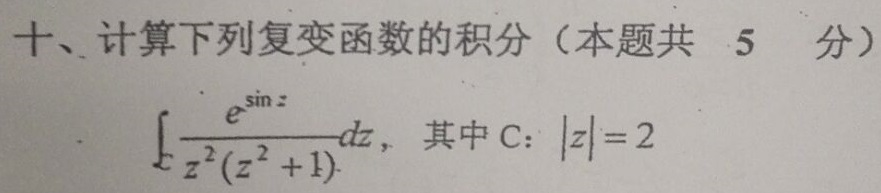 十、计算下列复变函数的积分（本题共 5 分）
∫_C e^{sin z} / (z²(z²+1)) dz，其中 C：|z|=2